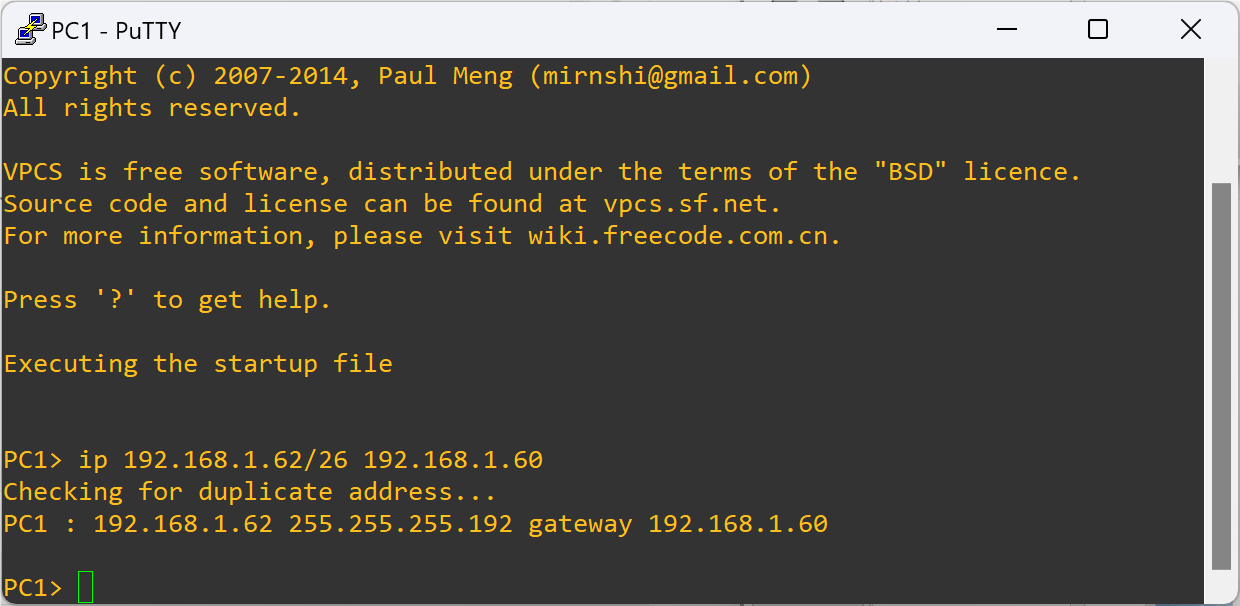 PC1 - PuTTY
Copyright (c) 2007-2014, Paul Meng (mirnshi@gmail.com)
All rights reserved.
VPCS is free software, distributed under the terms of the "BSD" licence.
Source code and license can be found at vpcs.sf.net.
For more information, please visit wiki.freecode.com.cn.
Press '?' to get help.
Executing the startup file
PC1> ip 192.168.1.62/26 192.168.1.60
Checking for duplicate address...
PC1 : 192.168.1.62 255.255.255.192 gateway 192.168.1.60
PC1>